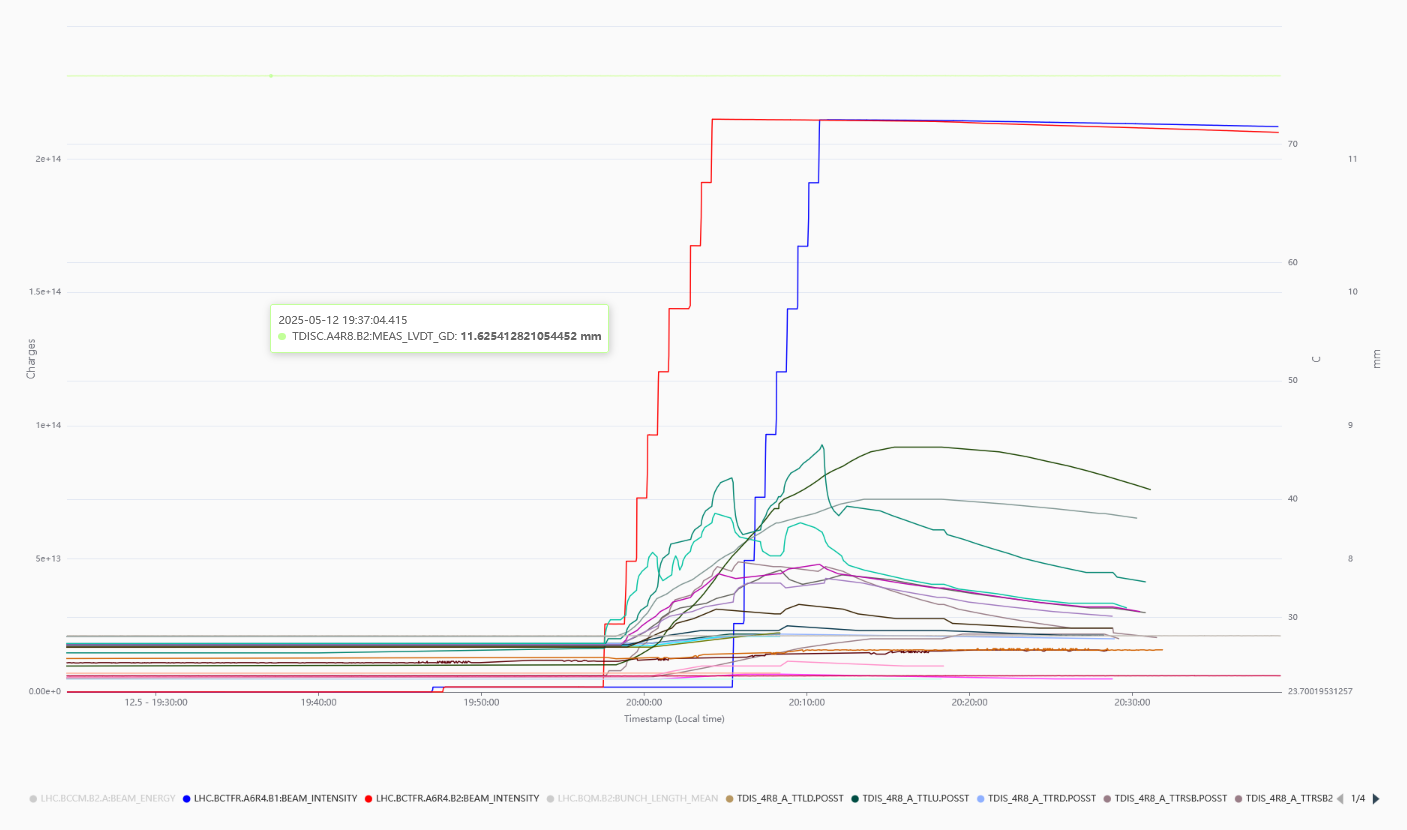 2e+14
70
11
60
1.5e+14
10
2025-05-12 19:37:04.415
TDISC.A4R8.B2:MEAS_LVDT_GD: 11.625412821054452 mm
Charges
C
mm
50
1e+14
9
40
5e+13
8
30
0.00e+0
23.70019531257
12.5 - 19:30:00
19:40:00
19:50:00
20:00:00
20:10:00
20:20:00
20:30:00
Timestamp (Local time)
LHC.BCCM.B2.A:BEAM_ENERGY LHC.BCTFR.A6R4.B1:BEAM_INTENSITY LHC.BCTFR.A6R4.B2:BEAM_INTENSITY LHC.BQM.B2:BUNCH_LENGTH_MEAN TDIS_4R8_A_TTLD.POSST TDIS_4R8_A_TTLU.POSST TDIS_4R8_A_TTRD.POSST TDIS_4R8_A_TTRSB.POSST TDIS_4R8_A_TTRSB2 1/4